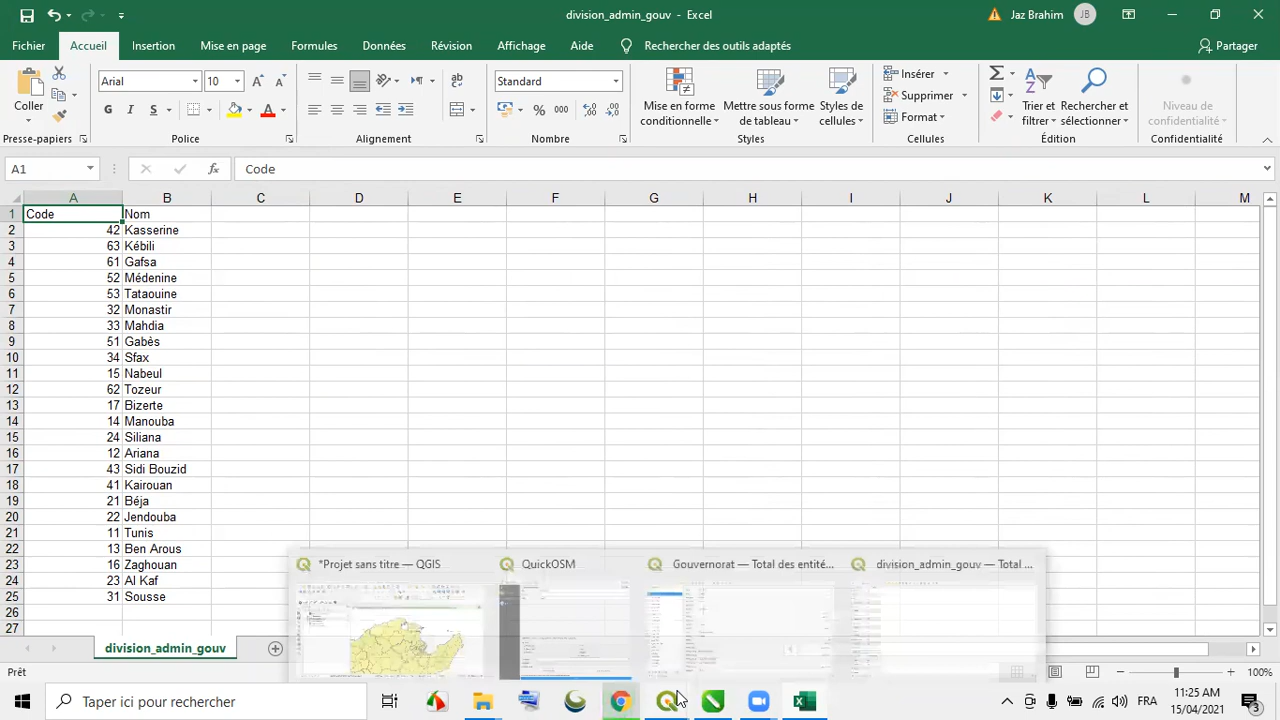 division_admin_gouv - Excel
Jaz Brahim JB
Fichier Accueil Insertion Mise en page Formules Données Révision Affichage Aide Rechercher des outils adaptés Partager
Coller
Arial 10
Standard
Mise en forme conditionnelle
Mettre sous forme de tableau
Styles de cellules
Insérer
Supprimer
Format
Trier et filtrer
Rechercher et sélectionner
Niveau de confidentialité
G I S
% 000
Presse-papiers Police Alignement Nombre Styles Cellules Édition Confidentialité
A1 fx Code
A B C D E F G H I J K L M
1 Code Nom
2 42 Kasserine
3 63 Kébili
4 61 Gafsa
5 52 Médenine
6 53 Tataouine
7 32 Monastir
8 33 Mahdia
9 51 Gabès
10 34 Sfax
11 15 Nabeul
12 62 Tozeur
13 17 Bizerte
14 14 Manouba
15 24 Siliana
16 12 Ariana
17 43 Sidi Bouzid
18 41 Kairouan
19 21 Béja
20 22 Jendouba
21 11 Tunis
22 13 Ben Arous
23 16 Zaghouan
24 23 Al Kaf
25 31 Sousse
26
27
*Projet sans titre — QGIS
QuickOSM
Gouvernorat — Total des entité...
division_admin_gouv — Total ...
division_admin_gouv
rêt
100%
Taper ici pour rechercher
FRA
11:25 AM
15/04/2021
3